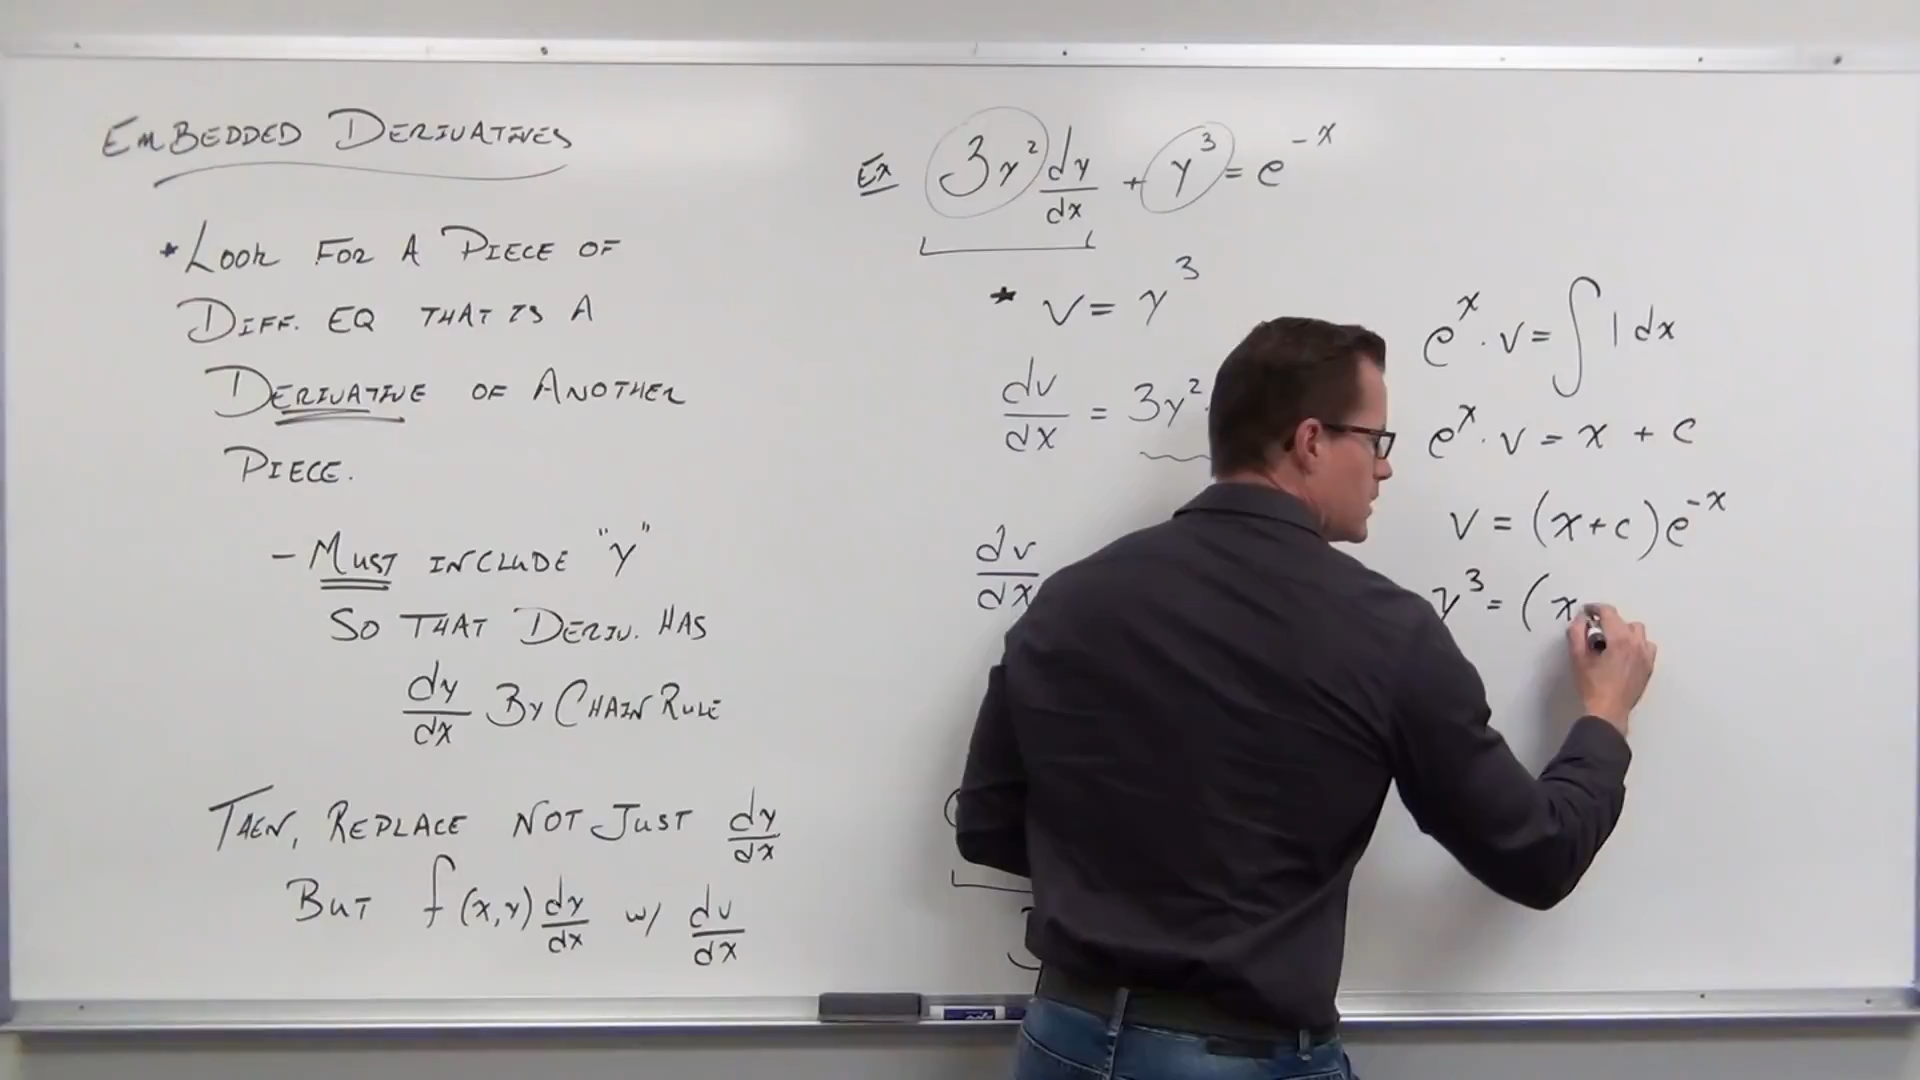 EMBEDDED DERIVATIVES
* LOOK FOR A PIECE OF
DIFF. EQ THAT IS A
DERIVATIVE OF ANOTHER
PIECE.
- MUST INCLUDE "y"
SO THAT DERIV. HAS
dy/dx BY CHAIN RULE
THEN, REPLACE NOT JUST dy/dx
BUT f(x,y) dy/dx w/ dv/dx
Ex 3y² dy/dx + y³ = e^-x
* v = y³
dv/dx = 3y² ·
dv/dx
e^x · v = ∫ 1 dx
e^x · v = x + c
v = (x+c)e^-x
y³ = (x